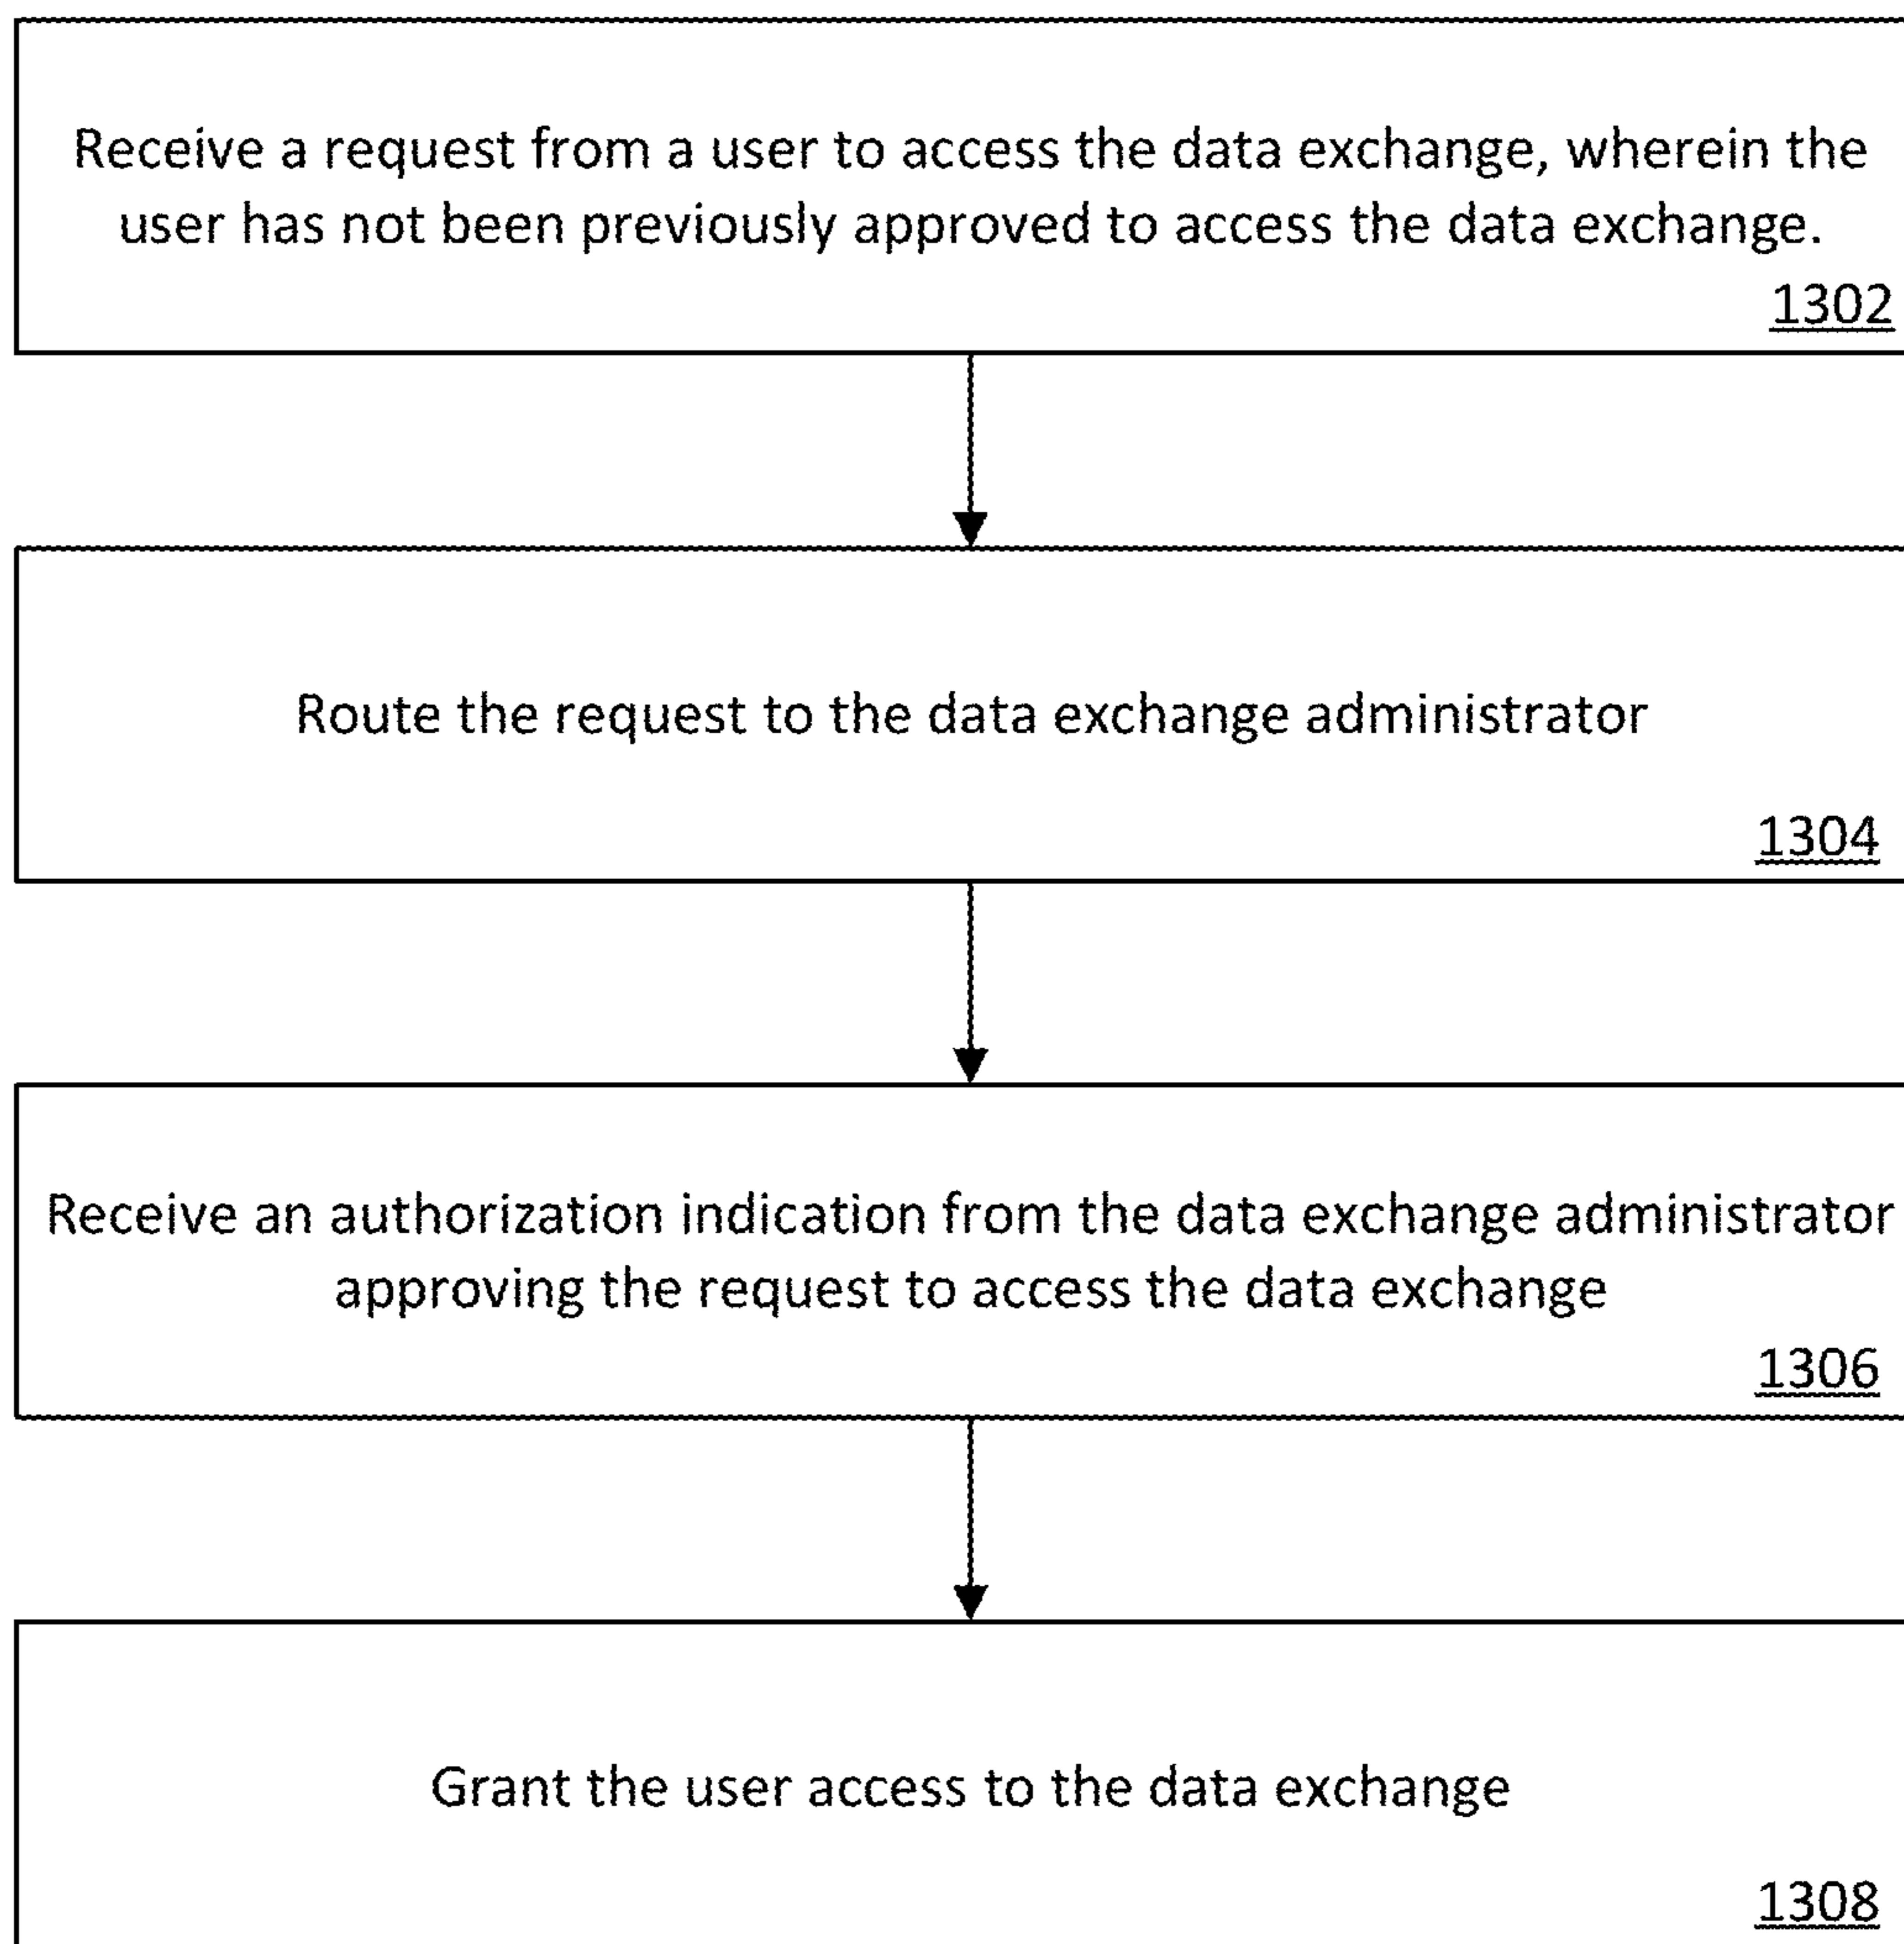 Receive a request from a user to access the data exchange, wherein the
user has not been previously approved to access the data exchange.
1302
Route the request to the data exchange administrator
1304
Receive an authorization indication from the data exchange administrator
approving the request to access the data exchange
1306
Grant the user access to the data exchange
1308